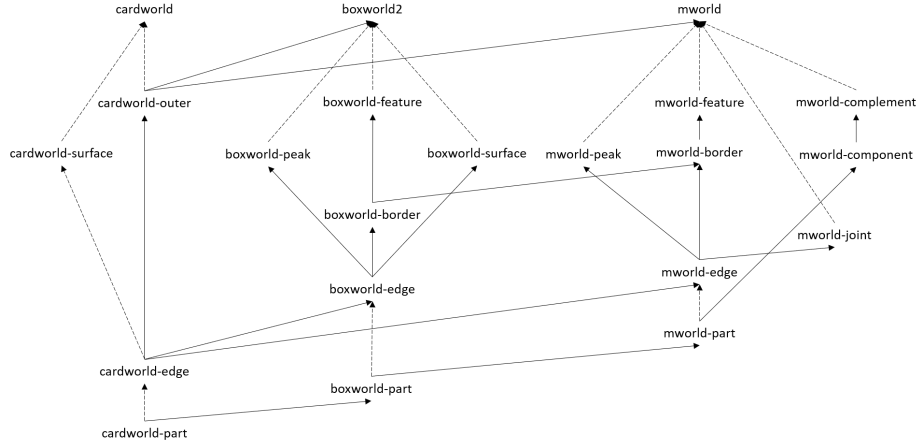 cardworld
boxworld2
mworld
cardworld-outer
boxworld-feature
mworld-feature
mworld-complement
cardworld-surface
boxworld-peak
boxworld-surface
mworld-peak
mworld-border
mworld-component
boxworld-border
mworld-joint
mworld-edge
boxworld-edge
mworld-part
cardworld-edge
boxworld-part
cardworld-part